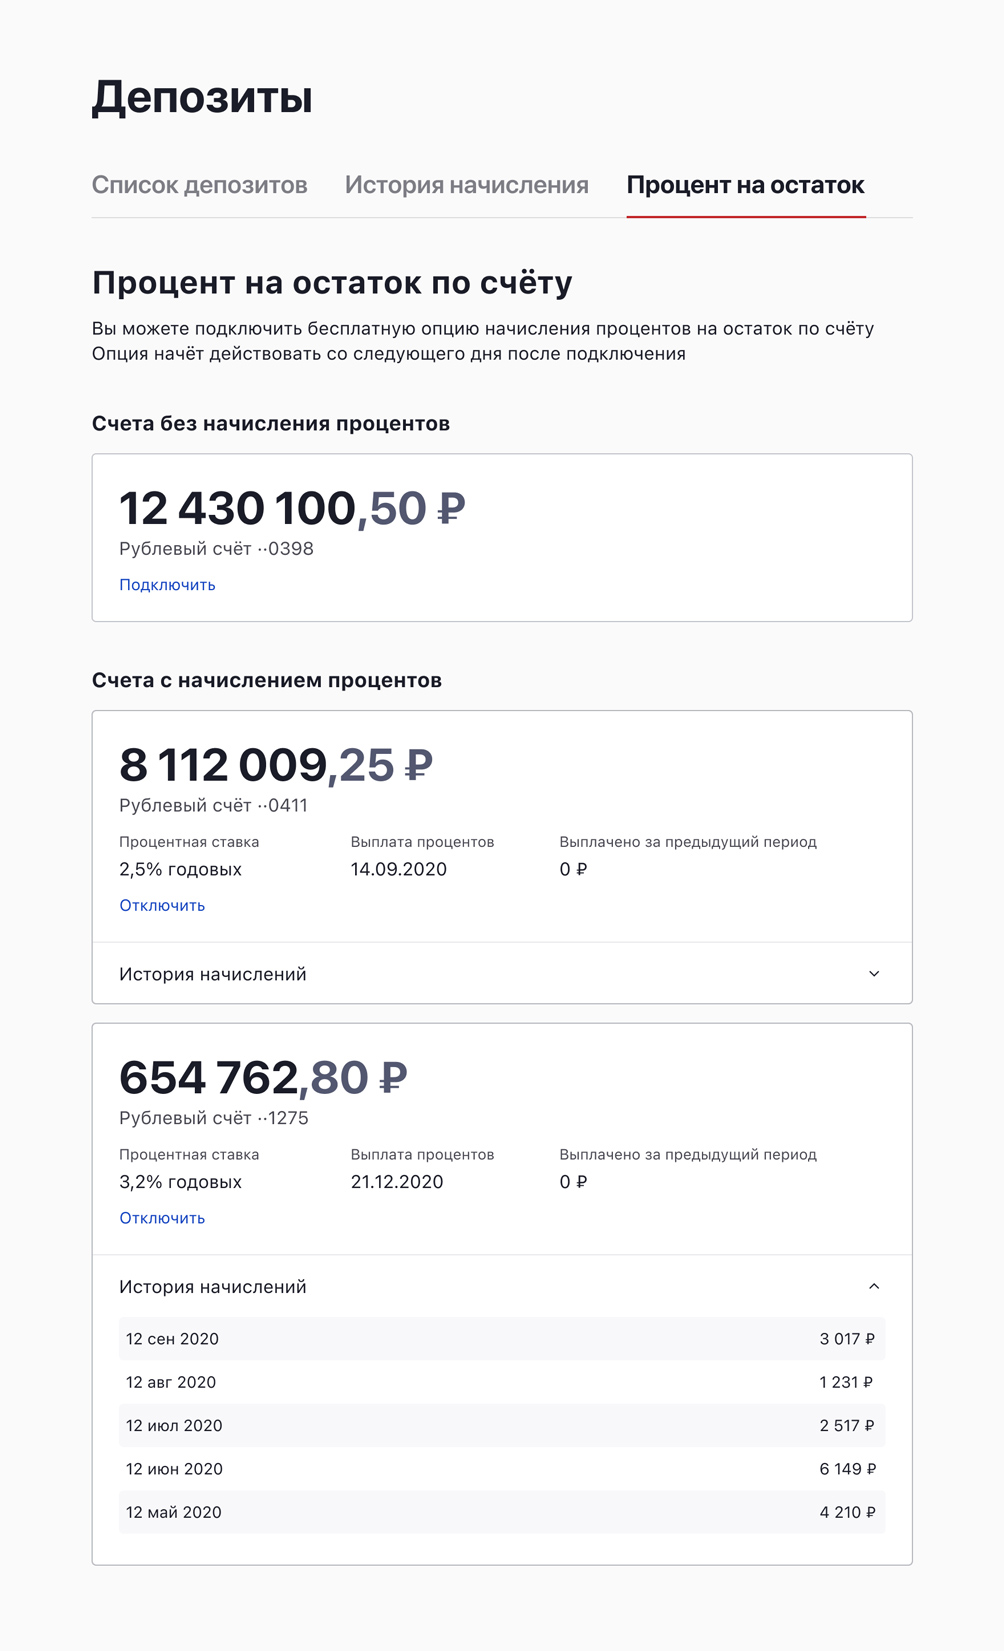 Депозиты
Список депозитов История начисления Процент на остаток
Процент на остаток по счёту
Вы можете подключить бесплатную опцию начисления процентов на остаток по счёту
Опция начёт действовать со следующего дня после подключения
Счета без начисления процентов
12 430 100,50 ₽
Рублевый счёт ··0398
Подключить
Счета с начислением процентов
8 112 009,25 ₽
Рублевый счёт ··0411
Процентная ставка Выплата процентов Выплачено за предыдущий период
2,5% годовых 14.09.2020 0 ₽
Отключить
История начислений
654 762,80 ₽
Рублевый счёт ··1275
Процентная ставка Выплата процентов Выплачено за предыдущий период
3,2% годовых 21.12.2020 0 ₽
Отключить
История начислений
12 сен 2020 3 017 ₽
12 авг 2020 1 231 ₽
12 июл 2020 2 517 ₽
12 июн 2020 6 149 ₽
12 май 2020 4 210 ₽